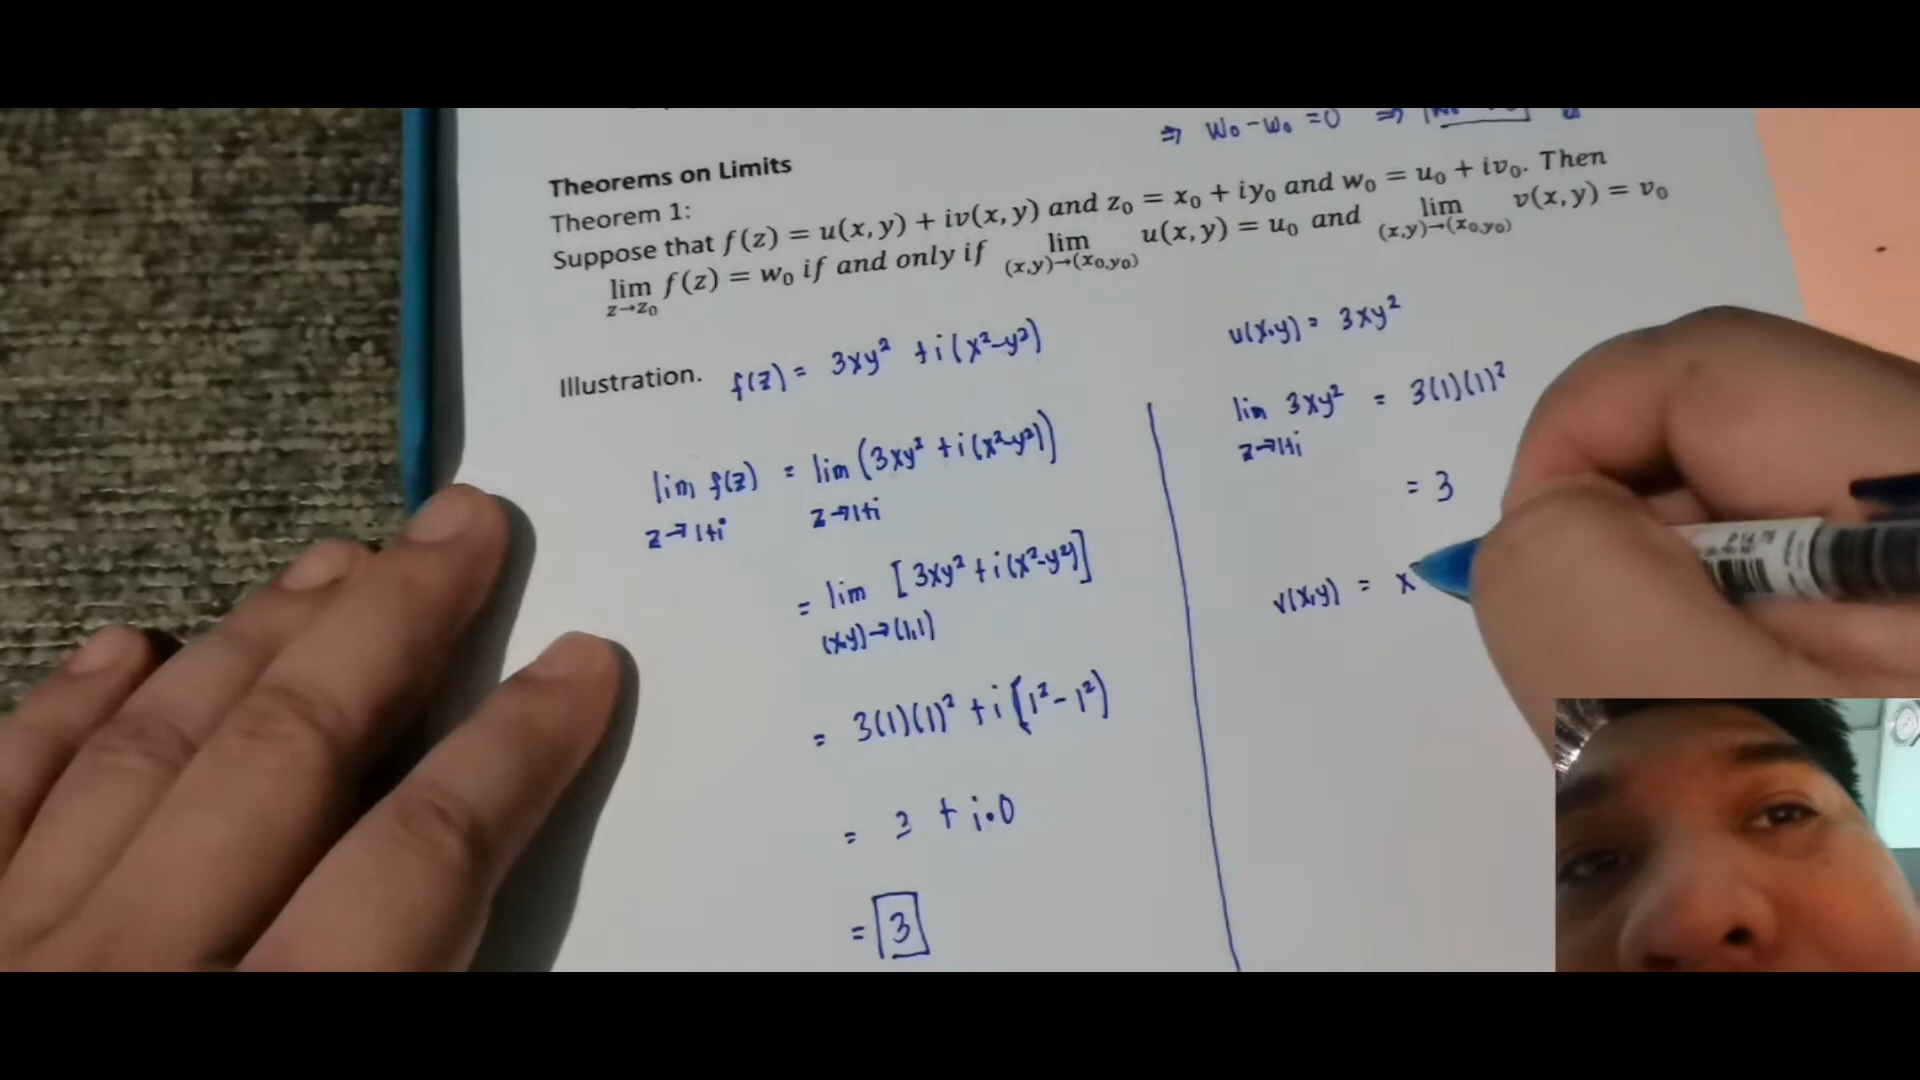 ⇒ W₀ - W₀ = 0 ⇒
Theorems on Limits
Theorem 1:
Suppose that f(z) = u(x, y) + iv(x, y) and z₀ = x₀ + iy₀ and w₀ = u₀ + iv₀. Then
lim f(z) = w₀ if and only if lim u(x, y) = u₀ and lim v(x, y) = v₀
z→z₀ (x,y)→(x₀,y₀) (x,y)→(x₀,y₀)
Illustration. f(z) = 3xy² + i(x²-y²)
lim f(z) = lim (3xy² + i(x²-y²))
z→1+i z→1+i
= lim [3xy² + i(x²-y²)]
(x,y)→(1,1)
= 3(1)(1)² + i(1² - 1²)
= 3 + i•0
= 3
u(x,y) = 3xy²
lim 3xy² = 3(1)(1)²
z→1+i
= 3
v(x,y) = x